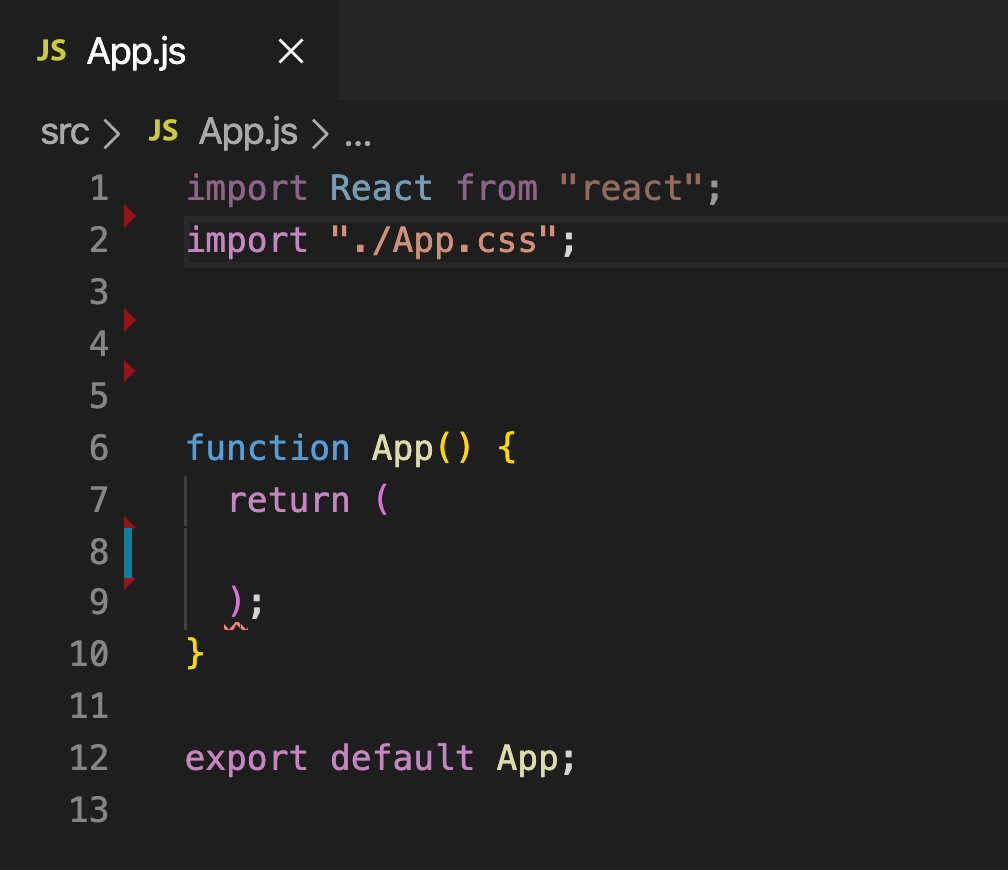 JS App.js ×
src > JS App.js > ...
1 import React from "react";
2 import "./App.css";
3
4
5
6 function App() {
7 return (
8
9 );
10 }
11
12 export default App;
13